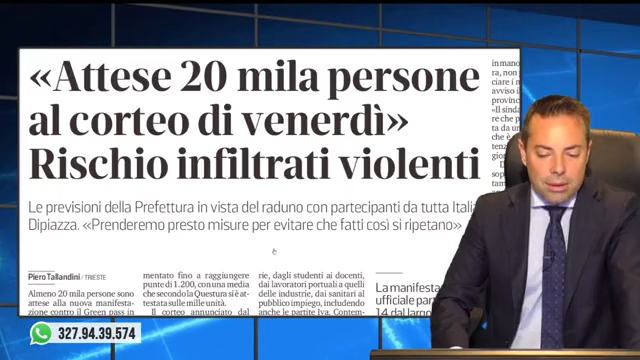 «Attese 20 mila persone
al corteo di venerdì»
Rischio infiltrati violenti
Le previsioni della Prefettura in vista del raduno con partecipanti da tutta Italia
Dipiazza. «Prenderemo presto misure per evitare che fatti così si ripetano»
Piero Tallandini / TRIESTE
Almeno 20 mila persone sono
attese alla nuova manifesta-
zione contro il Green pass in
mentato fino a raggiungere
punte di 1.200, con una media
che secondo la Questura si è at-
testata sulle mille unità.
Il corteo annunciato dal
rie, dagli studenti ai docenti,
dai lavoratori portuali a quelli
delle industrie, dai sanitari al
pubblico impiego, includendo
anche le partite Iva. Contem-
La manifesta
ufficiale par
14 dal largo
327.94.39.574